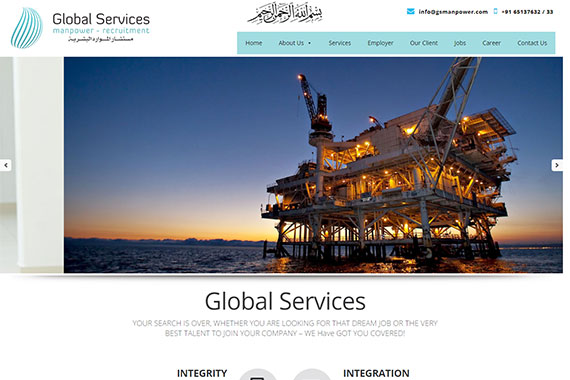 Global Services
manpower - recruitment
مستشار الموارد البشرية
بسم الله الرحمن الرحيم
info@gsmanpower.com
+91 65137632 / 33
Home About Us Services Employer Our Client Jobs Career Contact Us
Global Services
YOUR SEARCH IS OVER, WHETHER YOU ARE LOOKING FOR THAT DREAM JOB OR THE VERY
BEST TALENT TO JOIN YOUR COMPANY – WE Have GOT YOU COVERED!
INTEGRITY
INTEGRATION